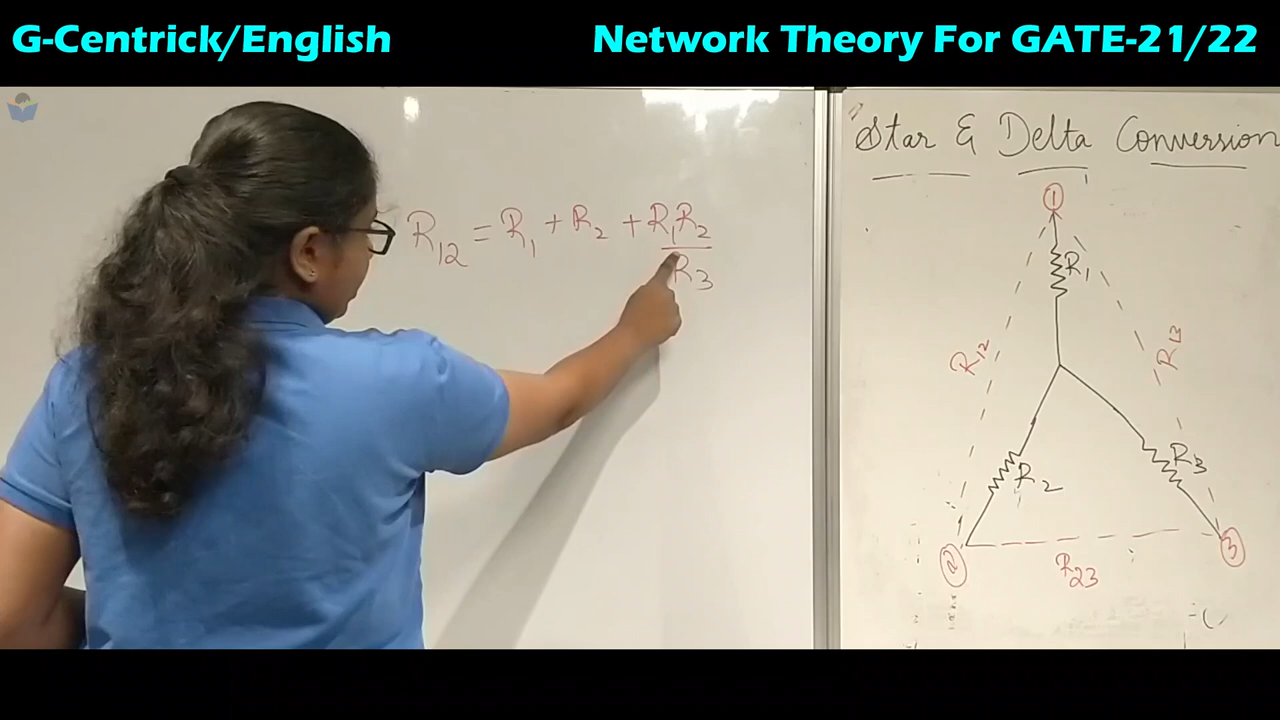 G-Centrick/English
Network Theory For GATE-21/22
Star & Delta Conversion
R12 = R1 + R2 + R1R2
R3
1
R1
R12
R13
R2
R3
2
3
R23